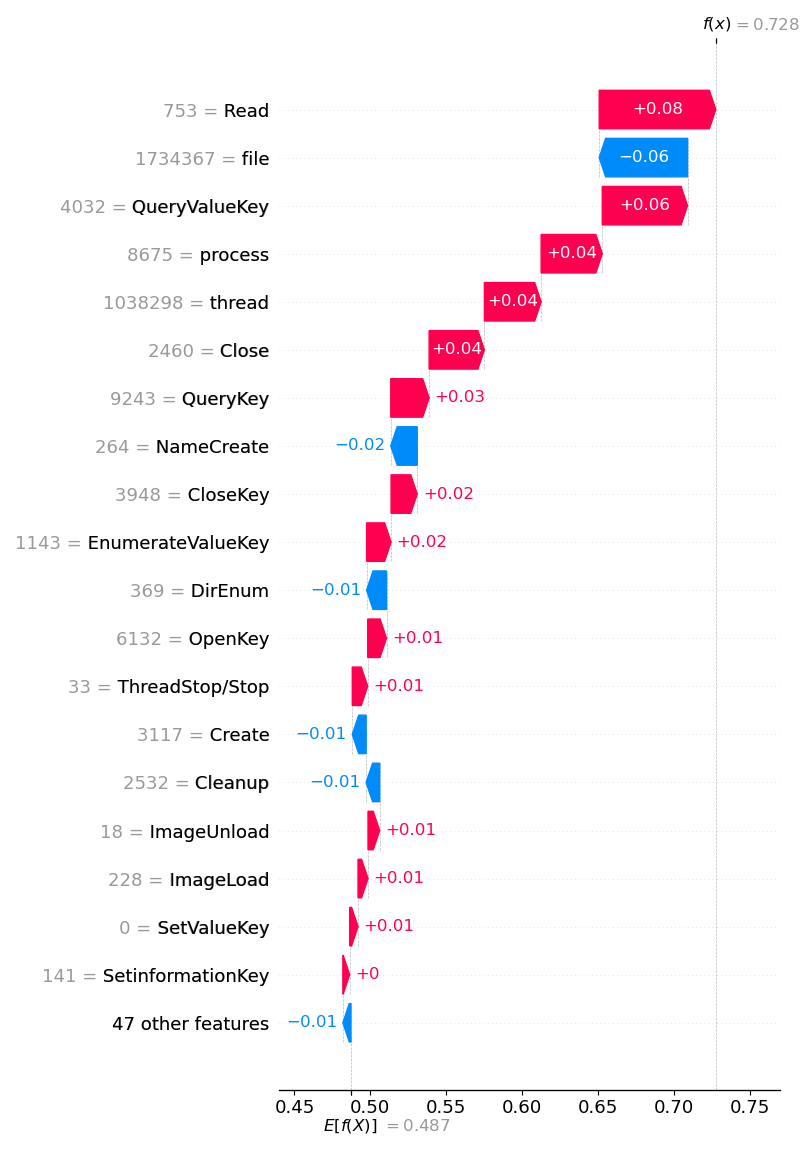 f(x) = 0.728
753 = Read +0.08
1734367 = file −0.06
4032 = QueryValueKey +0.06
8675 = process +0.04
1038298 = thread +0.04
2460 = Close +0.04
9243 = QueryKey +0.03
264 = NameCreate −0.02
3948 = CloseKey +0.02
1143 = EnumerateValueKey +0.02
369 = DirEnum −0.01
6132 = OpenKey +0.01
33 = ThreadStop/Stop +0.01
3117 = Create −0.01
2532 = Cleanup −0.01
18 = ImageUnload +0.01
228 = ImageLoad +0.01
0 = SetValueKey +0.01
141 = SetinformationKey +0
47 other features −0.01
0.45 0.50 0.55 0.60 0.65 0.70 0.75
E[f(X)] = 0.487